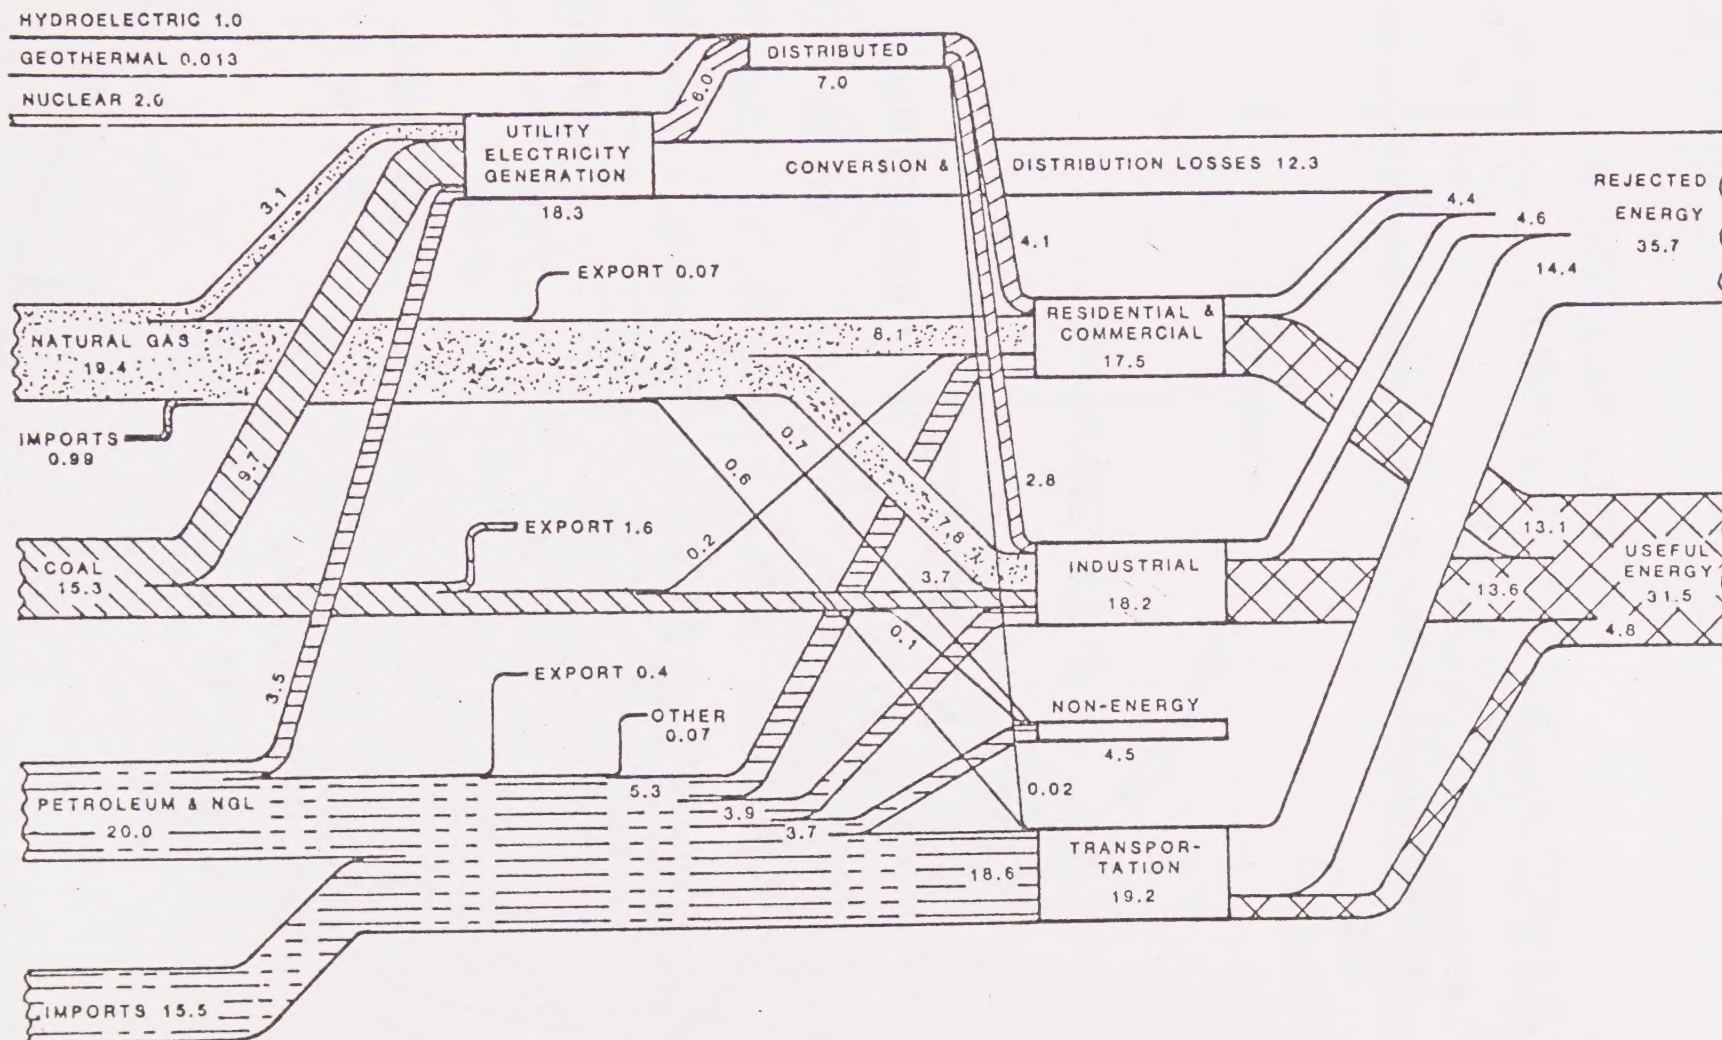 HYDROELECTRIC 1.0
GEOTHERMAL 0.013
NUCLEAR 2.0
DISTRIBUTED
7.0
6.0
UTILITY
ELECTRICITY
GENERATION
18.3
CONVERSION & DISTRIBUTION LOSSES 12.3
REJECTED
ENERGY
35.7
4.4
4.6
14.4
3.1
4.1
EXPORT 0.07
NATURAL GAS
19.4
8.1
RESIDENTIAL &
COMMERCIAL
17.5
IMPORTS
0.99
9.7
0.6
0.7
2.8
EXPORT 1.6
0.2
7.8
COAL
15.3
3.7
INDUSTRIAL
18.2
13.1
13.6
USEFUL
ENERGY
31.5
4.8
0.1
3.5
EXPORT 0.4
OTHER
0.07
NON-ENERGY
4.5
PETROLEUM & NGL
20.0
5.3
3.9
3.7
0.02
18.6
TRANSPOR-
TATION
19.2
IMPORTS 15.5